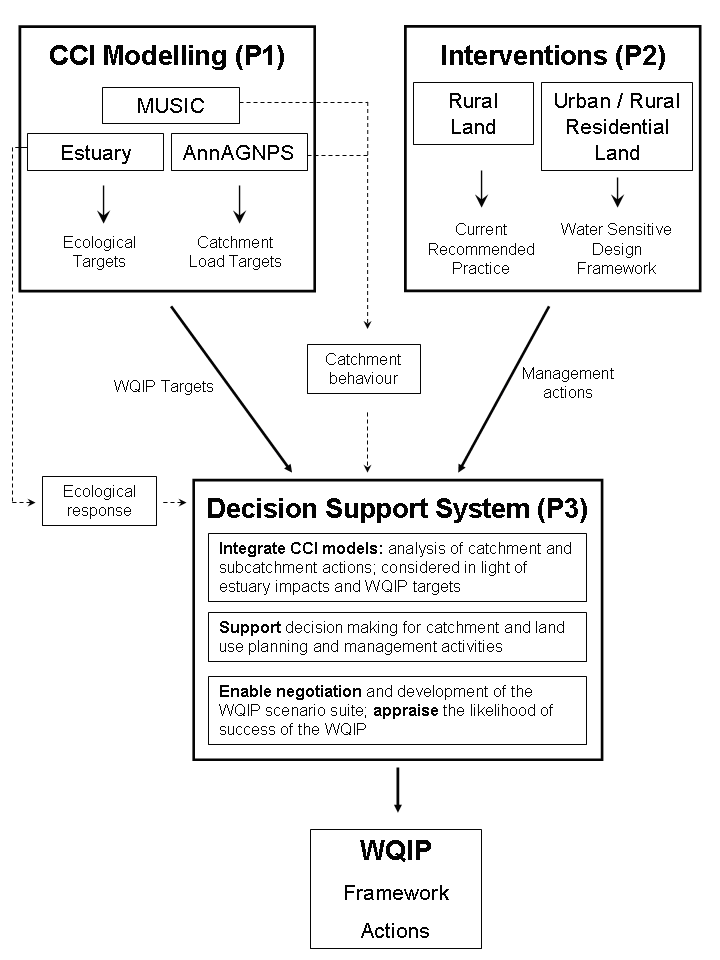 CCI Modelling (P1)
MUSIC
Estuary
AnnAGNPS
Ecological
Targets
Catchment
Load Targets
Interventions (P2)
Rural
Land
Urban / Rural
Residential
Land
Current
Recommended
Practice
Water Sensitive
Design
Framework
WQIP Targets
Catchment
behaviour
Management
actions
Ecological
response
Decision Support System (P3)
Integrate CCI models: analysis of catchment and
subcatchment actions; considered in light of
estuary impacts and WQIP targets
Support decision making for catchment and land
use planning and management activities
Enable negotiation and development of the
WQIP scenario suite; appraise the likelihood of
success of the WQIP
WQIP
Framework
Actions